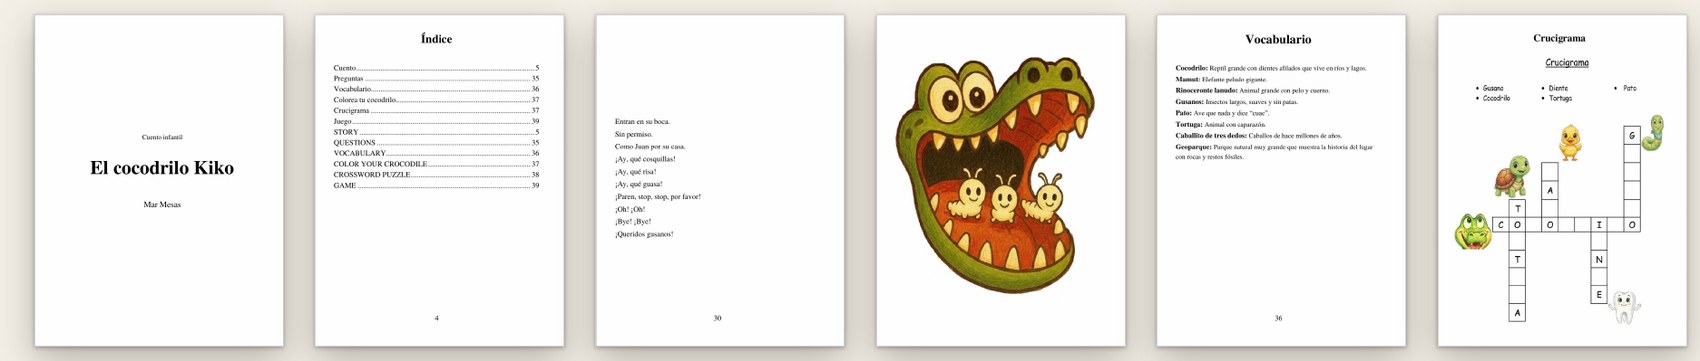 Cuento infantil
El cocodrilo Kiko
Mar Mesas
Índice
Cuento.....5
Preguntas.....35
Vocabulario.....36
Colorea tu cocodrilo.....37
Crucigrama.....37
Juego.....39
STORY.....5
QUESTIONS.....35
VOCABULARY.....36
COLOR YOUR CROCODILE.....37
CROSSWORD PUZZLE.....38
GAME.....39
4
Entran en su boca.
Sin permiso.
Como Juan por su casa.
¡Ay, qué cosquillas!
¡Ay, qué risa!
¡Ay, qué guasa!
¡Paren, stop, stop, por favor!
¡Oh! ¡Oh!
¡Bye! ¡Bye!
¡Queridos gusanos!
30
Vocabulario
Cocodrilo: Reptil grande con dientes afilados que vive en ríos y lagos.
Mamut: Elefante peludo gigante.
Rinoceronte lanudo: Animal grande con pelo y cuerno.
Gusanos: Insectos largos, suaves y sin patas.
Pato: Ave que nada y dice “cuac”.
Tortuga: Animal con caparazón.
Caballito de tres dedos: Caballos de hace millones de años.
Geoparque: Parque natural muy grande que muestra la historia del lugar
con rocas y restos fósiles.
36
Crucigrama
Crucigrama
• Gusano • Diente • Pato
• Cocodrilo • Tortuga
G
A
T
C O O I O
T N
E
A